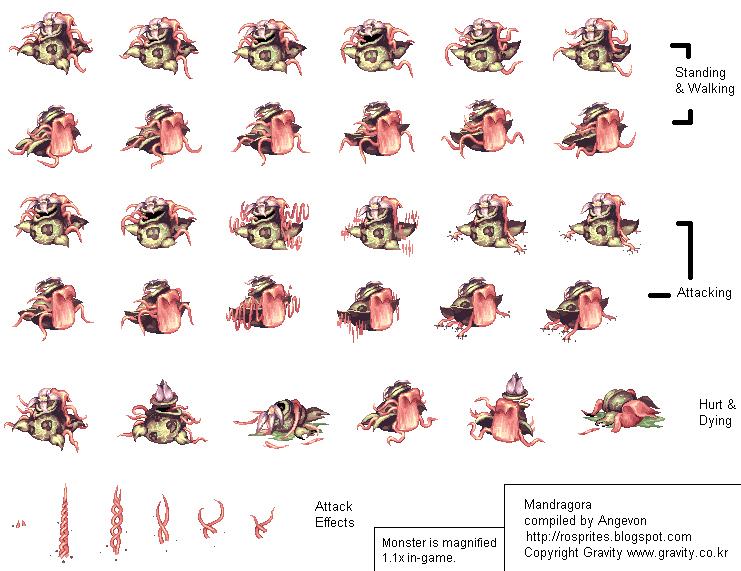 Standing
& Walking
Attacking
Hurt &
Dying
Attack
Effects
Monster is magnified
1.1x in-game.
Mandragora
compiled by Angevon
http://rosprites.blogspot.com
Copyright Gravity www.gravity.co.kr